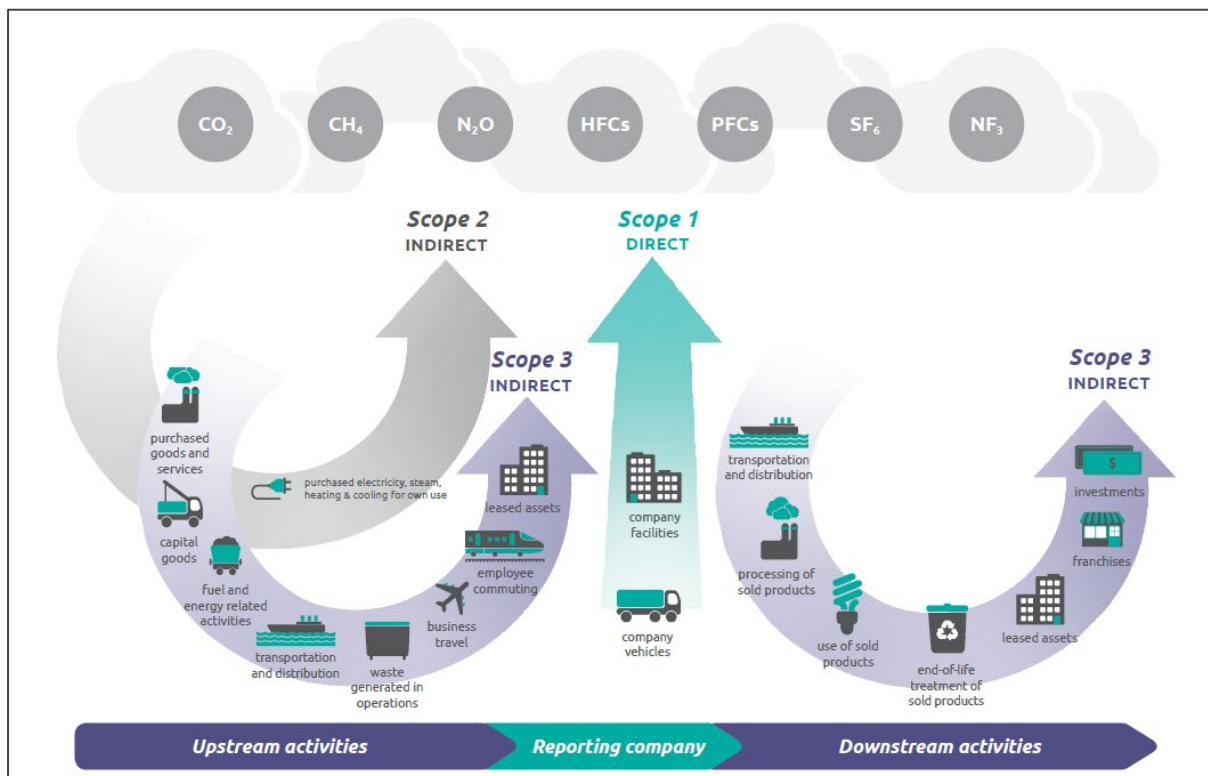 CO₂
CH₄
N₂O
HFCs
PFCs
SF₆
NF₃
Scope 2
INDIRECT
Scope 1
DIRECT
Scope 3
INDIRECT
Scope 3
INDIRECT
purchased
goods and
services
capital
goods
fuel and
energy related
activities
transportation
and distribution
waste
generated in
operations
business
travel
employee
commuting
leased assets
purchased electricity, steam,
heating & cooling for own use
company
facilities
company
vehicles
transportation
and distribution
processing of
sold products
use of sold
products
end-of-life
treatment of
sold products
leased assets
franchises
$
investments
Upstream activities
Reporting company
Downstream activities